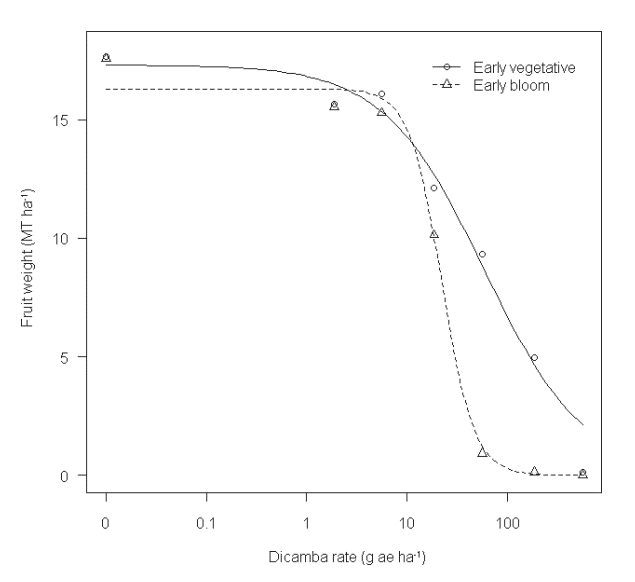 Early vegetative
Early bloom
15
10
5
0
Fruit weight (MT ha⁻¹)
0 0.1 1 10 100
Dicamba rate (g ae ha⁻¹)